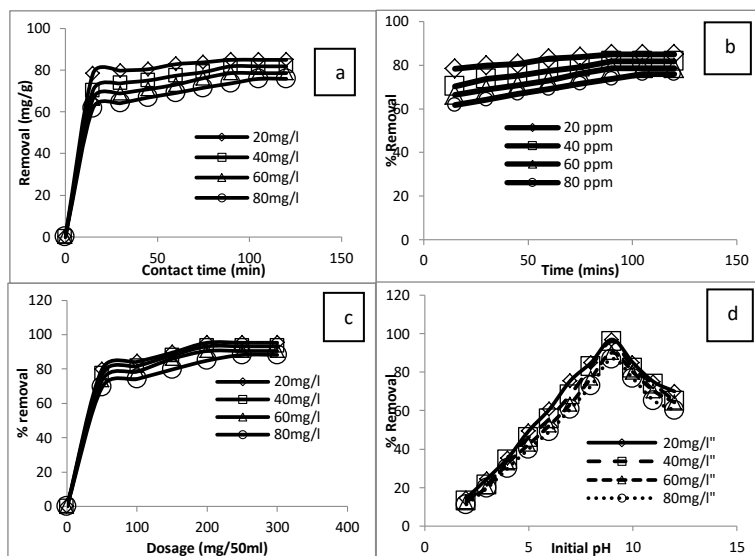 100
80
60
40
20
0
Removal (mg/g)
a
20mg/l
40mg/l
60mg/l
80mg/l
0
50
100
150
Contact time (min)
100
80
60
40
20
0
% Removal
b
20 ppm
40 ppm
60 ppm
80 ppm
0
50
100
150
Time (mins)
120
100
80
60
40
20
0
% removal
c
20mg/l
40mg/l
60mg/l
80mg/l
0
100
200
300
400
Dosage (mg/50ml)
120
100
80
60
40
20
0
% Removal
d
20mg/l"
40mg/l"
60mg/l"
80mg/l"
0
5
10
15
Initial pH